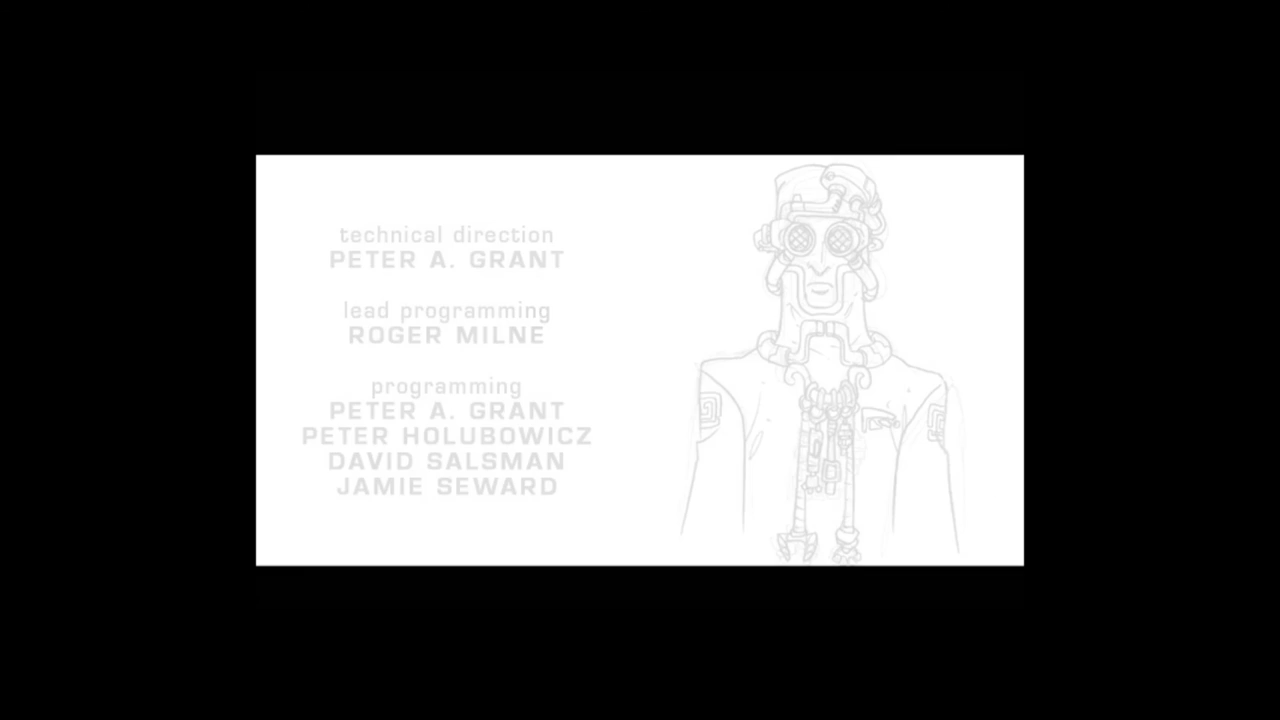 technical direction
PETER A. GRANT
lead programming
ROGER MILNE
programming
PETER A. GRANT
PETER HOLUBOWICZ
DAVID SALSMAN
JAMIE SEWARD